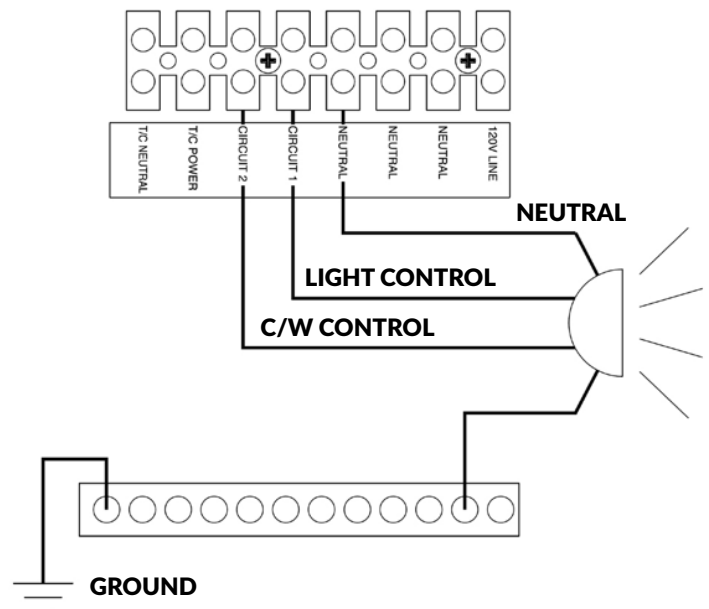 T/C NEUTRAL
T/C POWER
CIRCUIT 2
CIRCUIT 1
NEUTRAL
NEUTRAL
NEUTRAL
120V LINE
NEUTRAL
LIGHT CONTROL
C/W CONTROL
GROUND